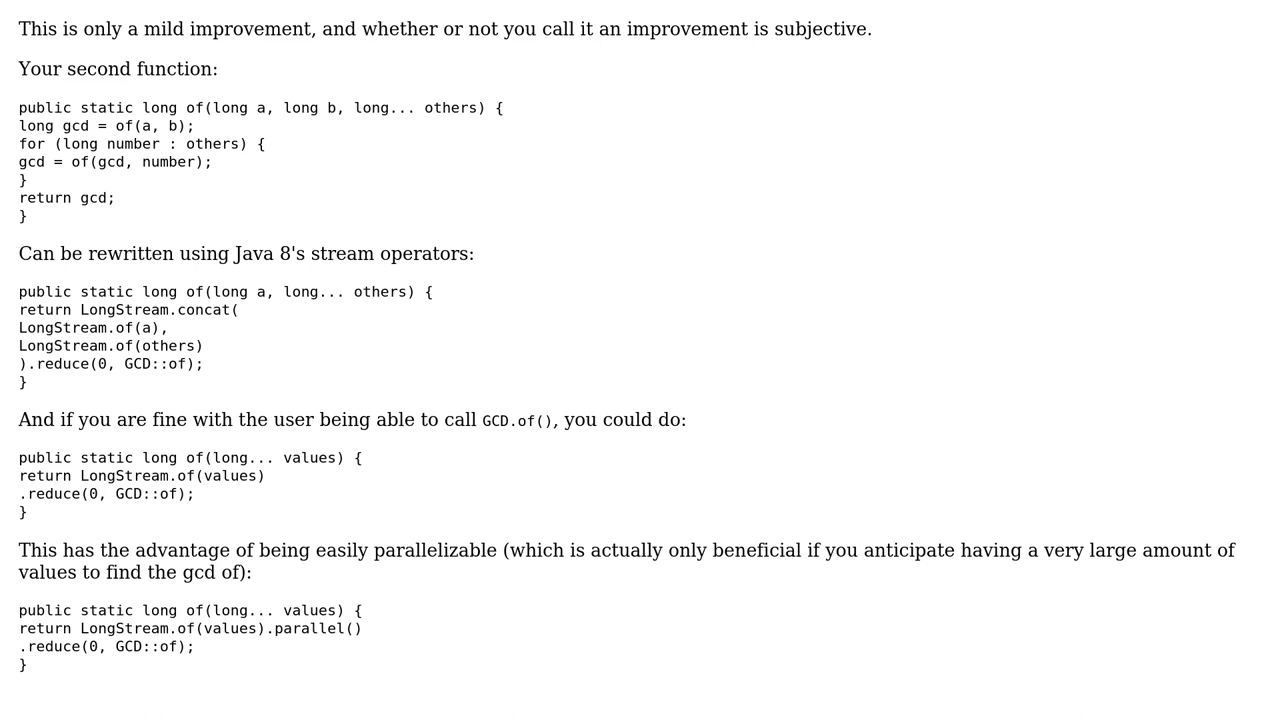 This is only a mild improvement, and whether or not you call it an improvement is subjective.
Your second function:
public static long of(long a, long b, long... others) {
long gcd = of(a, b);
for (long number : others) {
gcd = of(gcd, number);
}
return gcd;
}
Can be rewritten using Java 8's stream operators:
public static long of(long a, long... others) {
return LongStream.concat(
LongStream.of(a),
LongStream.of(others)
).reduce(0, GCD::of);
}
And if you are fine with the user being able to call GCD.of(), you could do:
public static long of(long... values) {
return LongStream.of(values)
.reduce(0, GCD::of);
}
This has the advantage of being easily parallelizable (which is actually only beneficial if you anticipate having a very large amount of
values to find the gcd of):
public static long of(long... values) {
return LongStream.of(values).parallel()
.reduce(0, GCD::of);
}